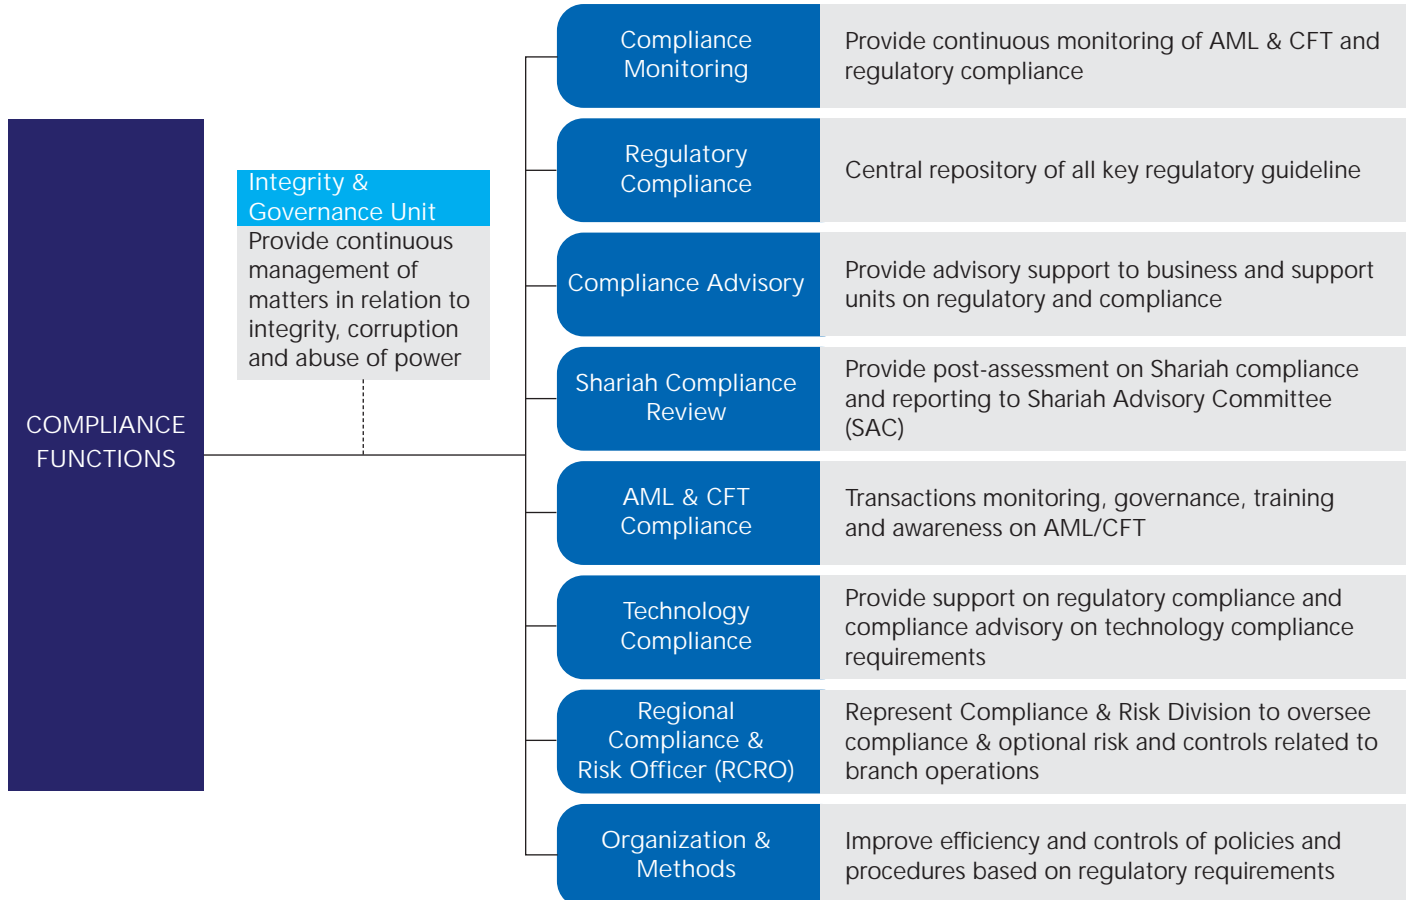 COMPLIANCE
FUNCTIONS
Integrity &
Governance Unit
Provide continuous
management of
matters in relation to
integrity, corruption
and abuse of power
Compliance
Monitoring
Provide continuous monitoring of AML & CFT and
regulatory compliance
Regulatory
Compliance
Central repository of all key regulatory guideline
Compliance Advisory
Provide advisory support to business and support
units on regulatory and compliance
Shariah Compliance
Review
Provide post-assessment on Shariah compliance
and reporting to Shariah Advisory Committee
(SAC)
AML & CFT
Compliance
Transactions monitoring, governance, training
and awareness on AML/CFT
Technology
Compliance
Provide support on regulatory compliance and
compliance advisory on technology compliance
requirements
Regional
Compliance &
Risk Officer (RCRO)
Represent Compliance & Risk Division to oversee
compliance & optional risk and controls related to
branch operations
Organization &
Methods
Improve efficiency and controls of policies and
procedures based on regulatory requirements